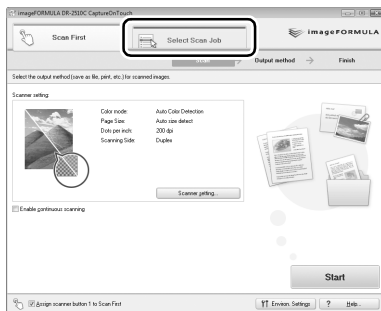 imageFORMULA DR-2510C CaptureOnTouch
Scan First
Select Scan Job
imageFORMULA
Output method
Finish
Select the output method (save as file, print, etc.) for scanned images.
Scanner setting:
Color mode: Auto Color Detection
Page Size: Auto size detect
Dots per inch: 200 dpi
Scanning Side: Duplex
Scanner setting...
Enable continuous scanning
Start
Assign scanner button 1 to Scan First
Environ. Settings
? Help...